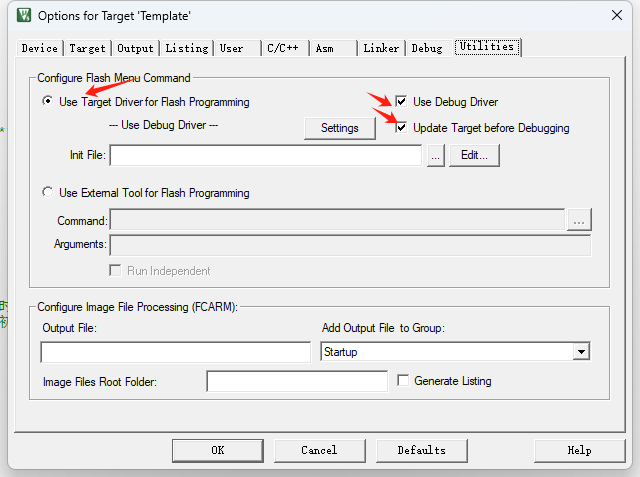 Options for Target 'Template'
Device Target Output Listing User C/C++ Asm Linker Debug Utilities
Configure Flash Menu Command
Use Target Driver for Flash Programming
Use Debug Driver
--- Use Debug Driver ---
Settings
Update Target before Debugging
Init File:
...
Edit...
Use External Tool for Flash Programming
Command:
...
Arguments:
Run Independent
Configure Image File Processing (FCARM):
Output File:
Add Output File to Group:
Startup
Image Files Root Folder:
Generate Listing
OK
Cancel
Defaults
Help
*
时